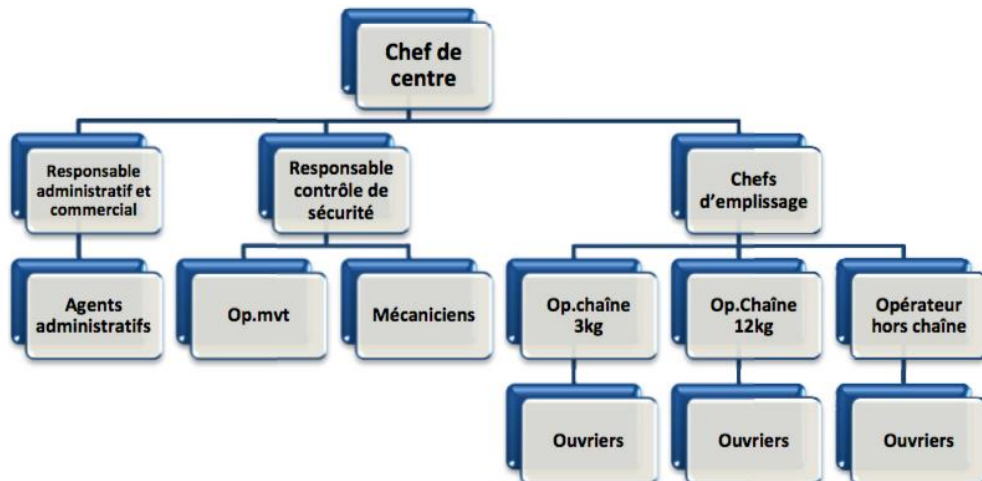 Chef de
centre
Responsable
administratif et
commercial
Responsable
contrôle de
sécurité
Chefs
d'emplissage
Agents
administratifs
Op.mvt
Mécaniciens
Op.chaîne
3kg
Op.Chaîne
12kg
Opérateur
hors chaîne
Ouvriers
Ouvriers
Ouvriers